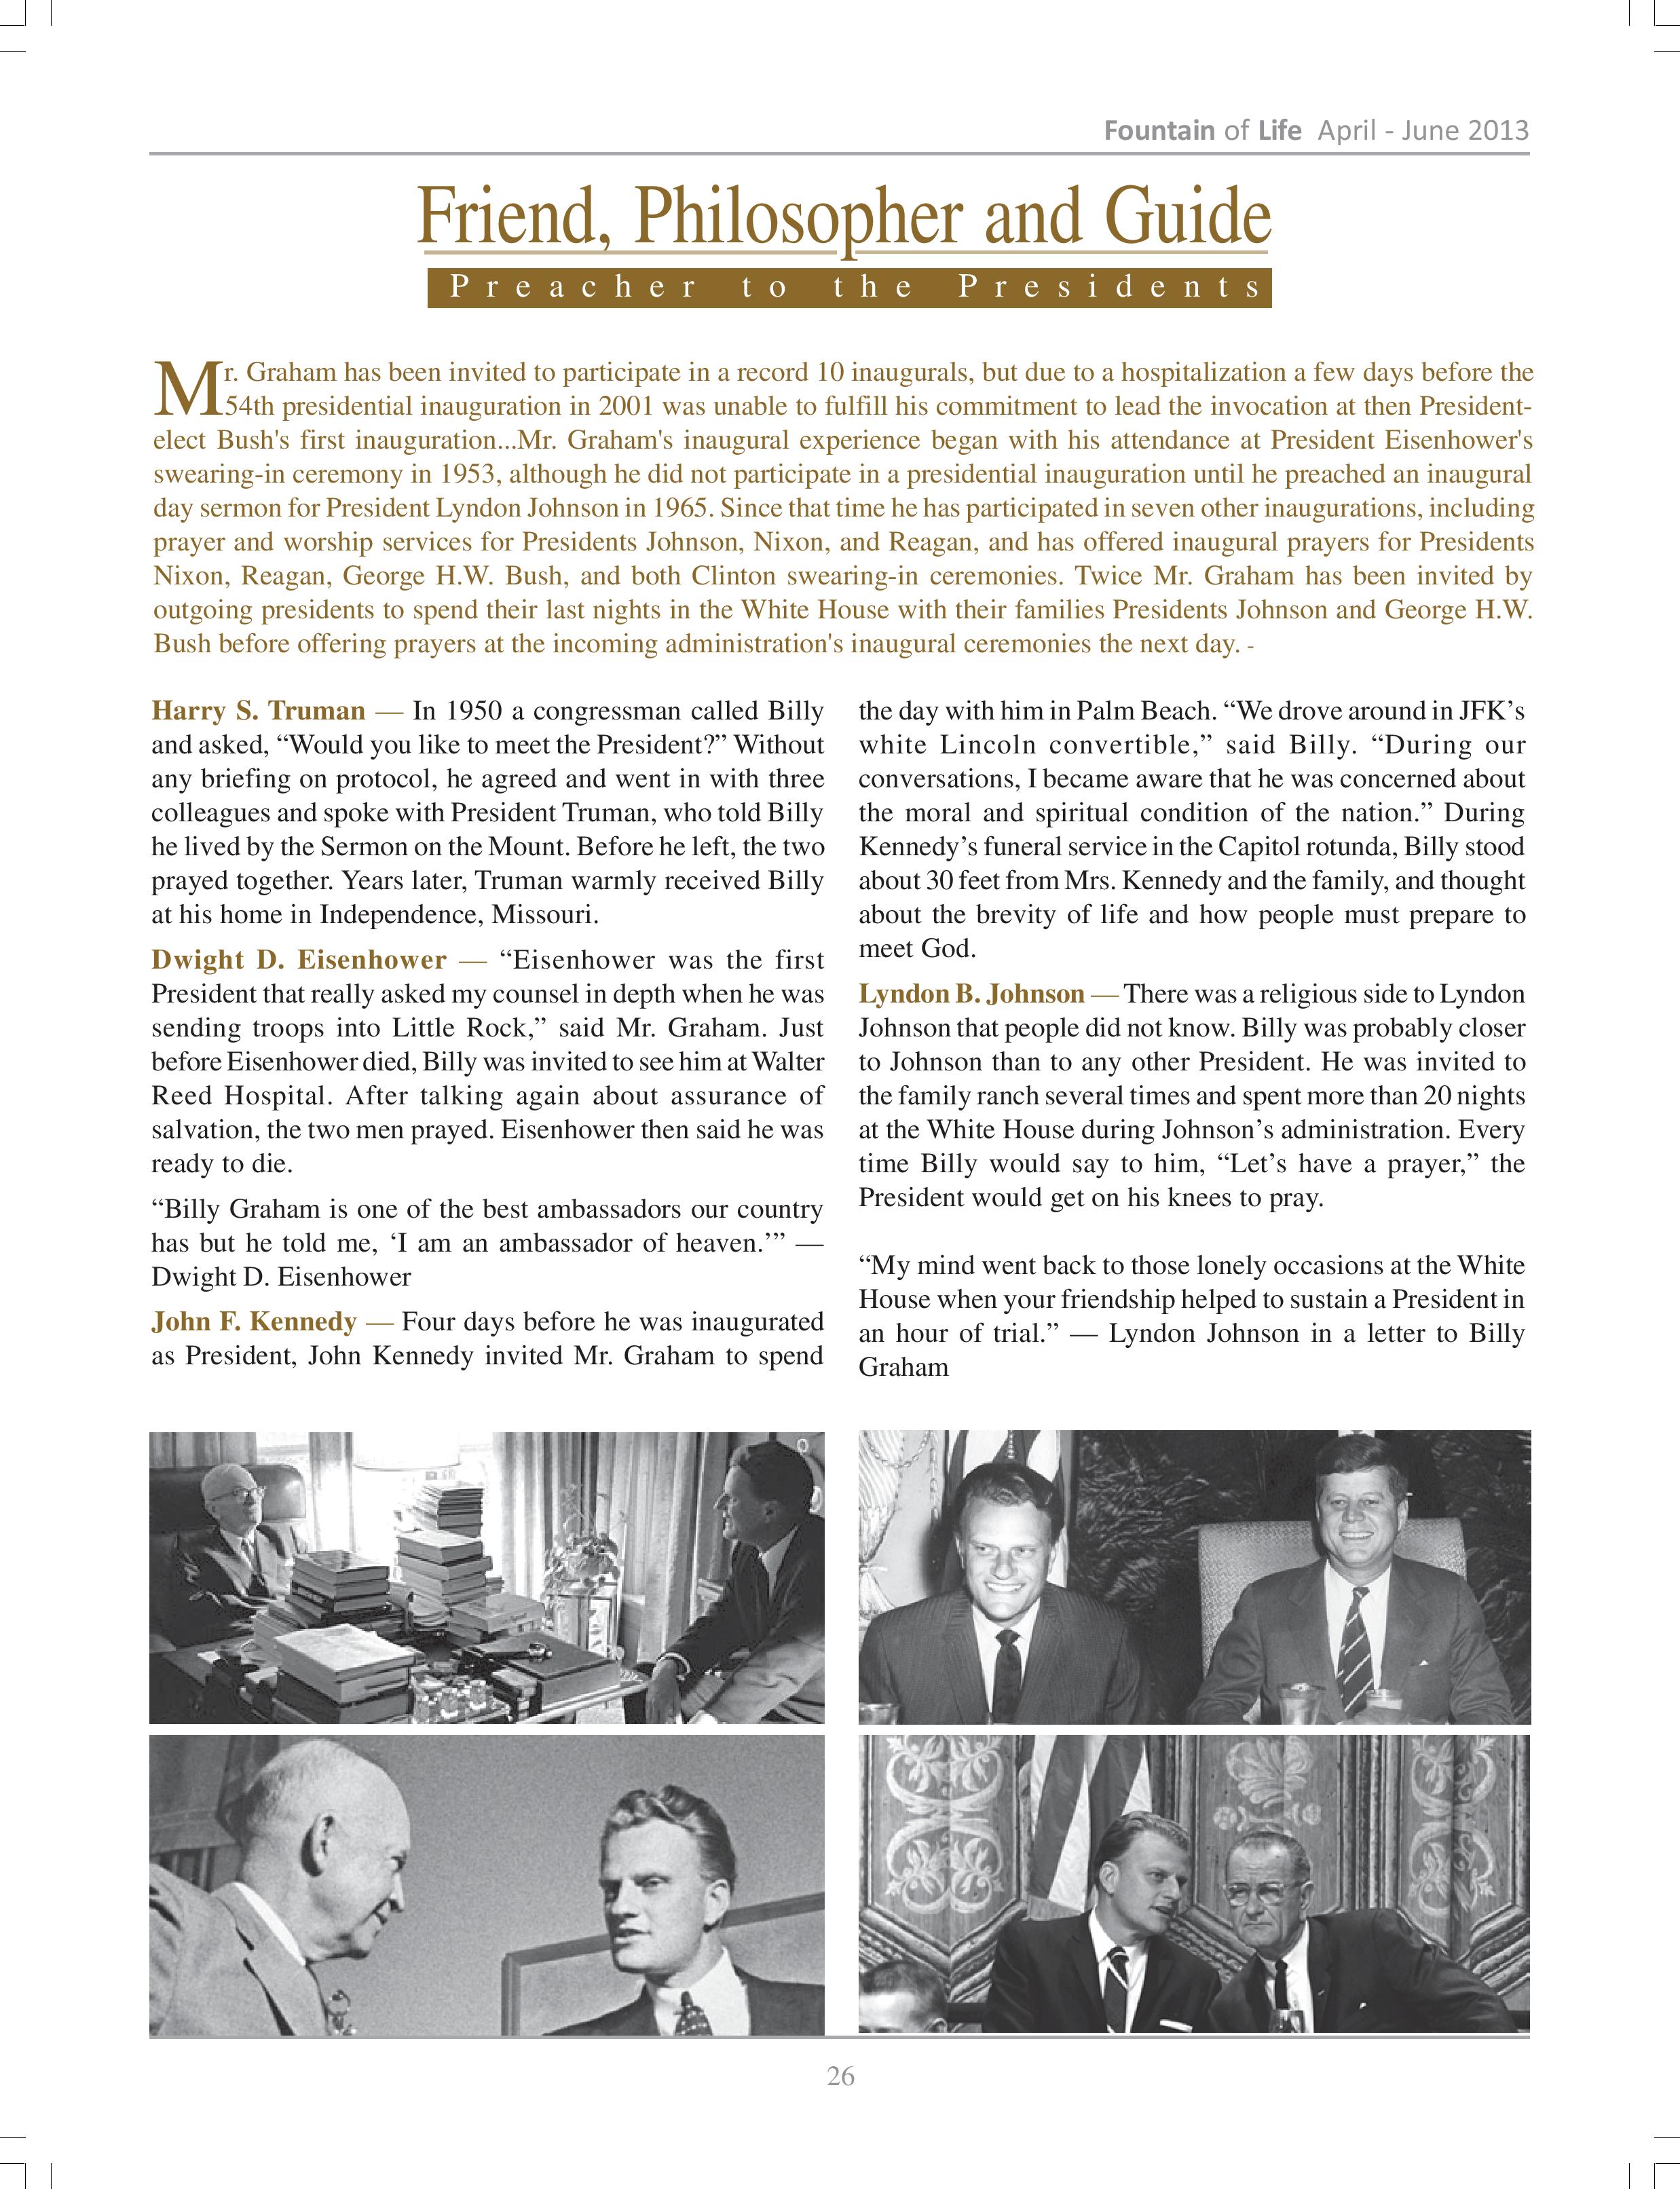 Fountain of Life April - June 2013
Friend, Philosopher and Guide
Preacher to the Presidents
Mr. Graham has been invited to participate in a record 10 inaugurals, but due to a hospitalization a few days before the
54th presidential inauguration in 2001 was unable to fulfill his commitment to lead the invocation at then President-
elect Bush's first inauguration...Mr. Graham's inaugural experience began with his attendance at President Eisenhower's
swearing-in ceremony in 1953, although he did not participate in a presidential inauguration until he preached an inaugural
day sermon for President Lyndon Johnson in 1965. Since that time he has participated in seven other inaugurations, including
prayer and worship services for Presidents Johnson, Nixon, and Reagan, and has offered inaugural prayers for Presidents
Nixon, Reagan, George H.W. Bush, and both Clinton swearing-in ceremonies. Twice Mr. Graham has been invited by
outgoing presidents to spend their last nights in the White House with their families Presidents Johnson and George H.W.
Bush before offering prayers at the incoming administration's inaugural ceremonies the next day. -
Harry S. Truman — In 1950 a congressman called Billy
and asked, “Would you like to meet the President?” Without
any briefing on protocol, he agreed and went in with three
colleagues and spoke with President Truman, who told Billy
he lived by the Sermon on the Mount. Before he left, the two
prayed together. Years later, Truman warmly received Billy
at his home in Independence, Missouri.
Dwight D. Eisenhower — “Eisenhower was the first
President that really asked my counsel in depth when he was
sending troops into Little Rock,” said Mr. Graham. Just
before Eisenhower died, Billy was invited to see him at Walter
Reed Hospital. After talking again about assurance of
salvation, the two men prayed. Eisenhower then said he was
ready to die.
“Billy Graham is one of the best ambassadors our country
has but he told me, ‘I am an ambassador of heaven.’” —
Dwight D. Eisenhower
John F. Kennedy — Four days before he was inaugurated
as President, John Kennedy invited Mr. Graham to spend
the day with him in Palm Beach. “We drove around in JFK’s
white Lincoln convertible,” said Billy. “During our
conversations, I became aware that he was concerned about
the moral and spiritual condition of the nation.” During
Kennedy’s funeral service in the Capitol rotunda, Billy stood
about 30 feet from Mrs. Kennedy and the family, and thought
about the brevity of life and how people must prepare to
meet God.
Lyndon B. Johnson — There was a religious side to Lyndon
Johnson that people did not know. Billy was probably closer
to Johnson than to any other President. He was invited to
the family ranch several times and spent more than 20 nights
at the White House during Johnson’s administration. Every
time Billy would say to him, “Let’s have a prayer,” the
President would get on his knees to pray.
“My mind went back to those lonely occasions at the White
House when your friendship helped to sustain a President in
an hour of trial.” — Lyndon Johnson in a letter to Billy
Graham
26